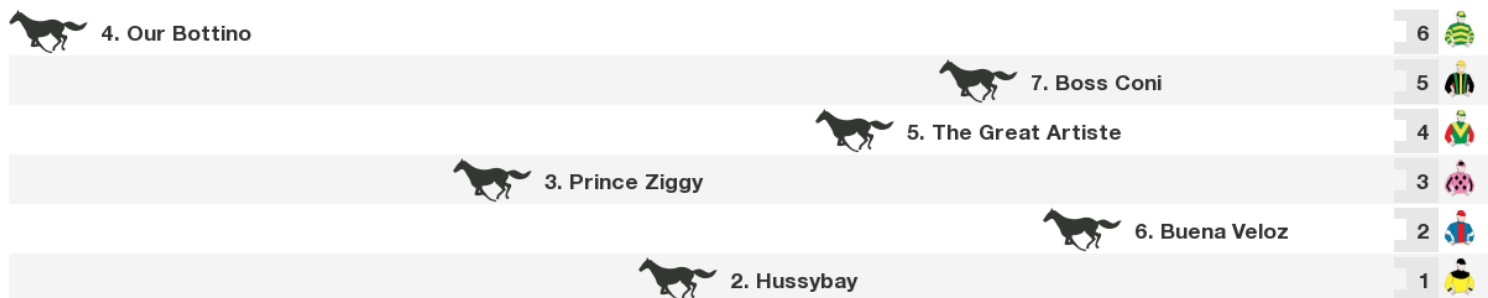 4. Our Bottino 6
7. Boss Coni 5
5. The Great Artiste 4
3. Prince Ziggy 3
6. Buena Veloz 2
2. Hussybay 1